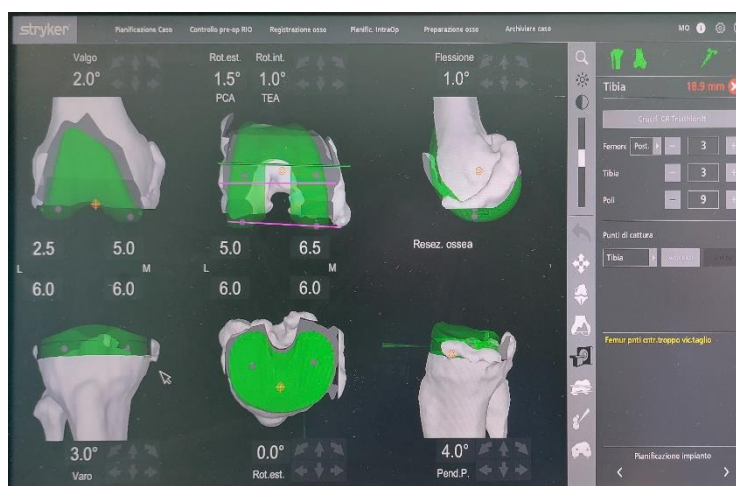 stryker
Pianificazione Caso
Controllo pre-op RIO
Registrazione osso
Pianific. IntraOp
Preparazione osso
Archiviare caso
MO
Valgo
2.0°
Rot.est. Rot.int.
1.5° 1.0°
PCA TEA
Flessione
1.0°
Tibia 18.9 mm
Femore Post. - 3 +
Tibia - 3 +
Poli - 9 +
Punti di cattura
Tibia
2.5 5.0
L M
6.0 6.0
5.0 6.5
L M
6.0 6.0
Resez. ossea
Femur pnti cntr.troppo vic.taglio
3.0°
Varo
0.0°
Rot.est.
4.0°
Pend.P.
Pianificazione impianto